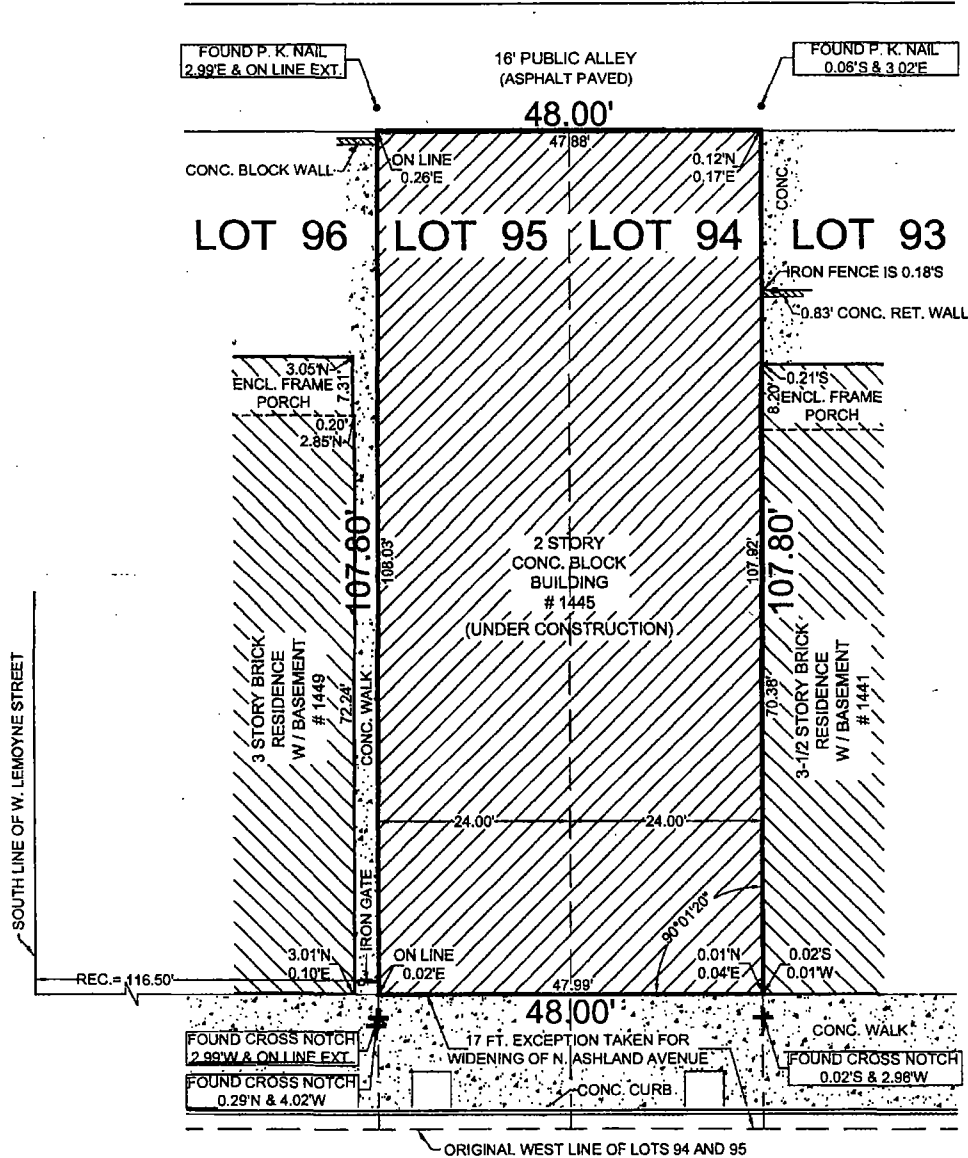 FOUND P. K. NAIL
2.99'E & ON LINE EXT.
16' PUBLIC ALLEY
(ASPHALT PAVED)
FOUND P. K. NAIL
0.06'S & 3 02'E
48.00'
47.88'
CONC. BLOCK WALL
ON LINE
0.26'E
0.12'N
0.17'E
CONC.
LOT 96
LOT 95
LOT 94
LOT 93
IRON FENCE IS 0.18'S
0.83' CONC. RET. WALL
3.05'N
ENCL. FRAME
PORCH
7.31'
0.20'
2.85'N
0.21'S
ENCL. FRAME
PORCH
8.20'
107.80'
108.03'
2 STORY
CONC. BLOCK
BUILDING
# 1445
(UNDER CONSTRUCTION)
107.92'
107.80'
SOUTH LINE OF W. LEMOYNE STREET
3 STORY BRICK
RESIDENCE
W / BASEMENT
# 1449
72.24'
CONC. WALK
70.38'
3-1/2 STORY BRICK
RESIDENCE
W / BASEMENT
# 1441
24.00'
24.00'
IRON GATE
90°01'20"
3.01'N
0.10'E
ON LINE
0.02'E
0.01'N
0.04'E
0.02'S
0.01'W
REC.= 116.50'
47.99'
48.00'
FOUND CROSS NOTCH
2.99'W & ON LINE EXT
17 FT. EXCEPTION TAKEN FOR
WIDENING OF N. ASHLAND AVENUE
CONC. WALK
FOUND CROSS NOTCH
0.02'S & 2.98'W
FOUND CROSS NOTCH
0.29'N & 4.02'W
CONC. CURB
ORIGINAL WEST LINE OF LOTS 94 AND 95